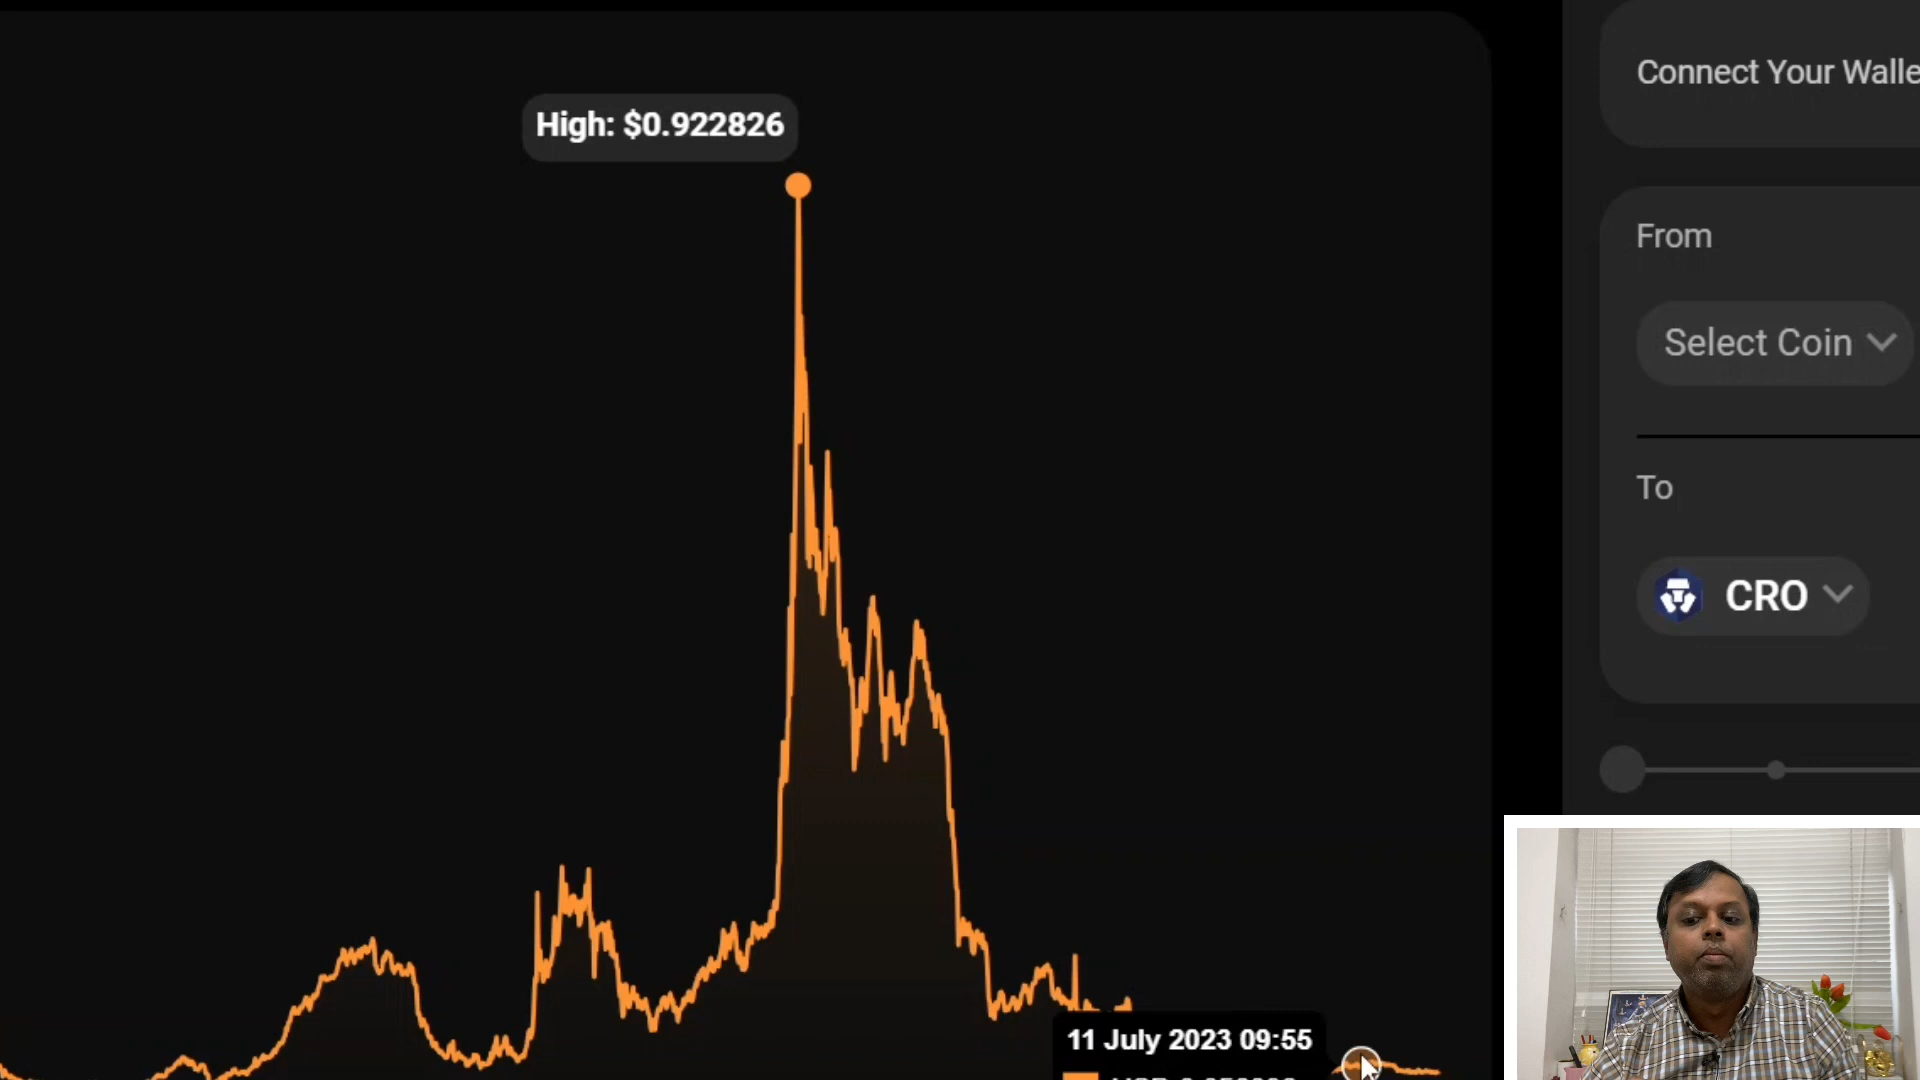 High: $0.922826
Connect Your Walle
From
Select Coin
To
CRO
11 July 2023 09:55